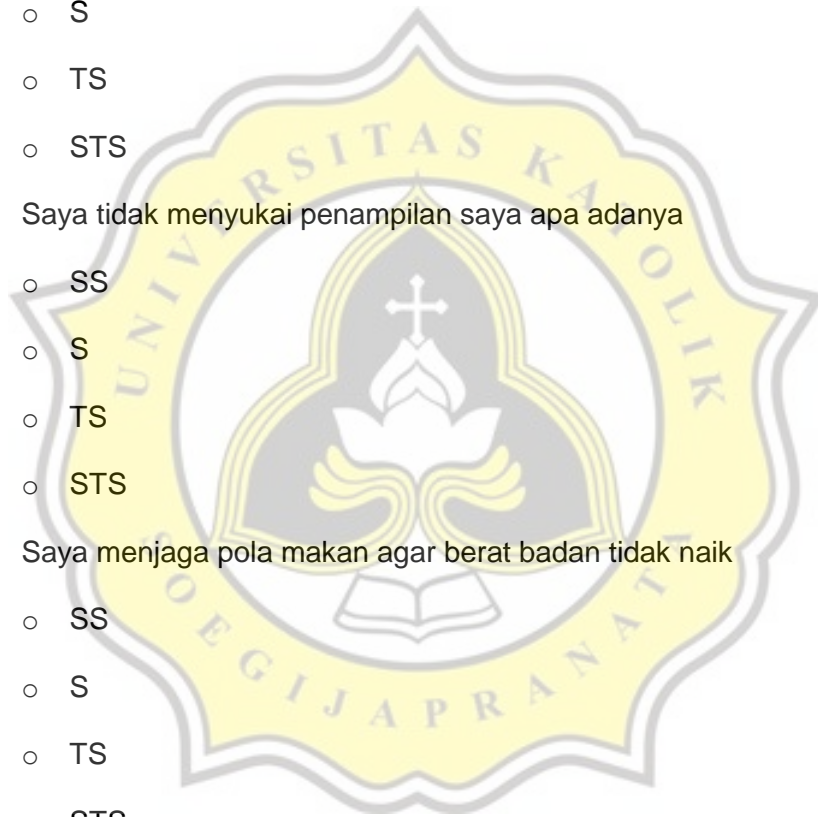 ○ S
○ TS
○ STS
Saya tidak menyukai penampilan saya apa adanya
○ SS
○ S
○ TS
○ STS
Saya menjaga pola makan agar berat badan tidak naik
○ SS
○ S
○ TS
STS
UNIVERSITAS KATOLIK
SOEGIJAPRANATA